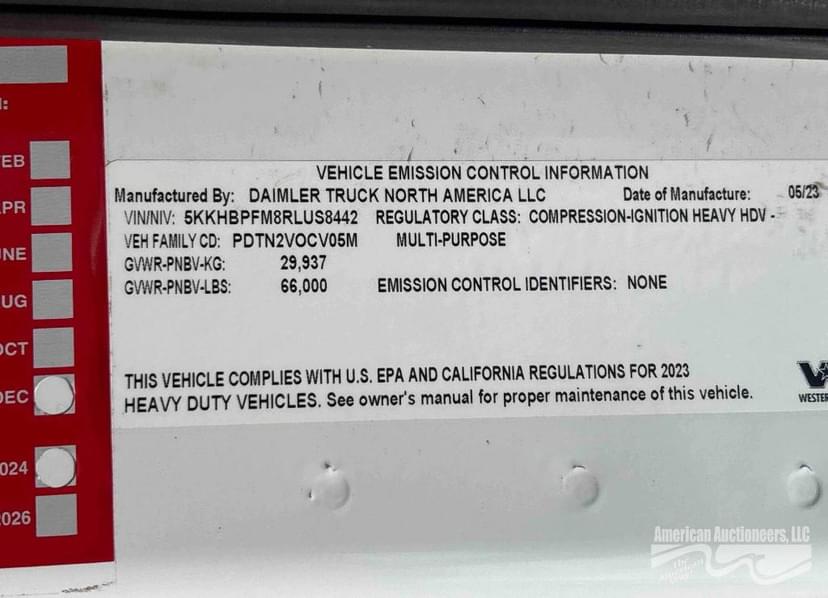 VEHICLE EMISSION CONTROL INFORMATION
Manufactured By: DAIMLER TRUCK NORTH AMERICA LLC Date of Manufacture: 05/23
VIN/NIV: 5KKHBPFM8RLUS8442 REGULATORY CLASS: COMPRESSION-IGNITION HEAVY HDV -
VEH FAMILY CD: PDTN2VOCV05M MULTI-PURPOSE
GVWR-PNBV-KG: 29,937
GVWR-PNBV-LBS: 66,000 EMISSION CONTROL IDENTIFIERS: NONE
THIS VEHICLE COMPLIES WITH U.S. EPA AND CALIFORNIA REGULATIONS FOR 2023
HEAVY DUTY VEHICLES. See owner's manual for proper maintenance of this vehicle.
WESTER
EB
PR
NE
UG
OCT
DEC
024
2026
American Auctioneers, LLC